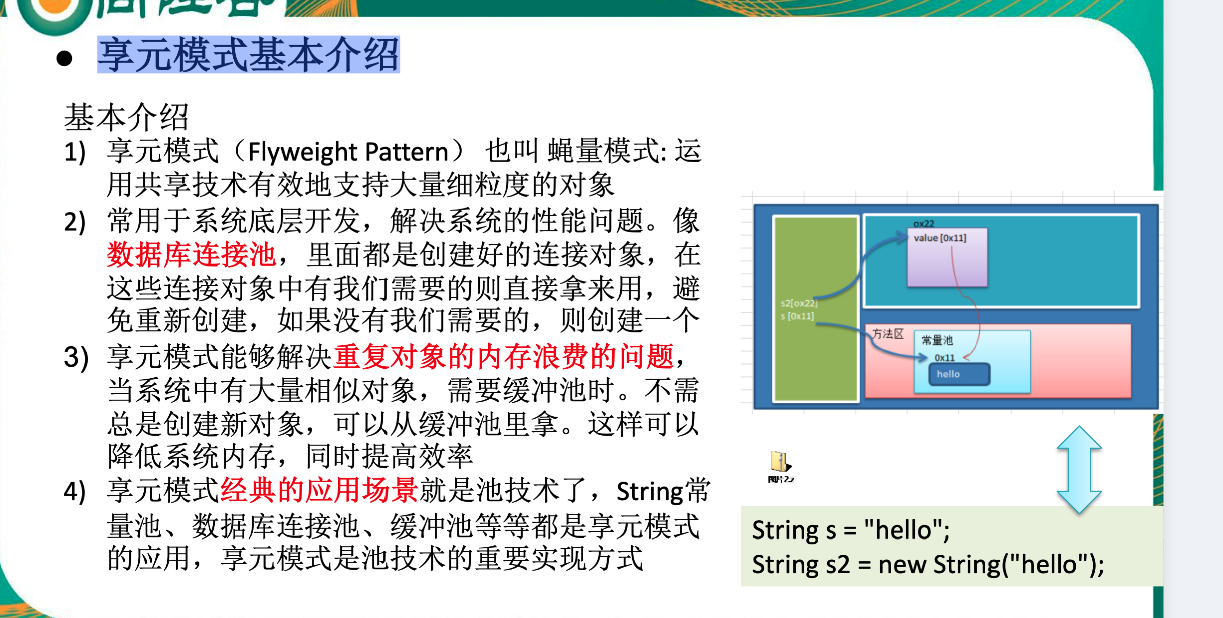 享元模式基本介绍
基本介绍
1) 享元模式（Flyweight Pattern） 也叫 蝇量模式: 运
用共享技术有效地支持大量细粒度的对象
2) 常用于系统底层开发，解决系统的性能问题。像
数据库连接池，里面都是创建好的连接对象，在
这些连接对象中有我们需要的则直接拿来用，避
免重新创建，如果没有我们需要的，则创建一个
3) 享元模式能够解决重复对象的内存浪费的问题，
当系统中有大量相似对象，需要缓冲池时。不需
总是创建新对象，可以从缓冲池里拿。这样可以
降低系统内存，同时提高效率
4) 享元模式经典的应用场景就是池技术了，String常
量池、数据库连接池、缓冲池等等都是享元模式
的应用，享元模式是池技术的重要实现方式
ox22
value [0x11]
s2[ox22]
s [0x11]
方法区
常量池
0x11
hello
String s = "hello";
String s2 = new String("hello");